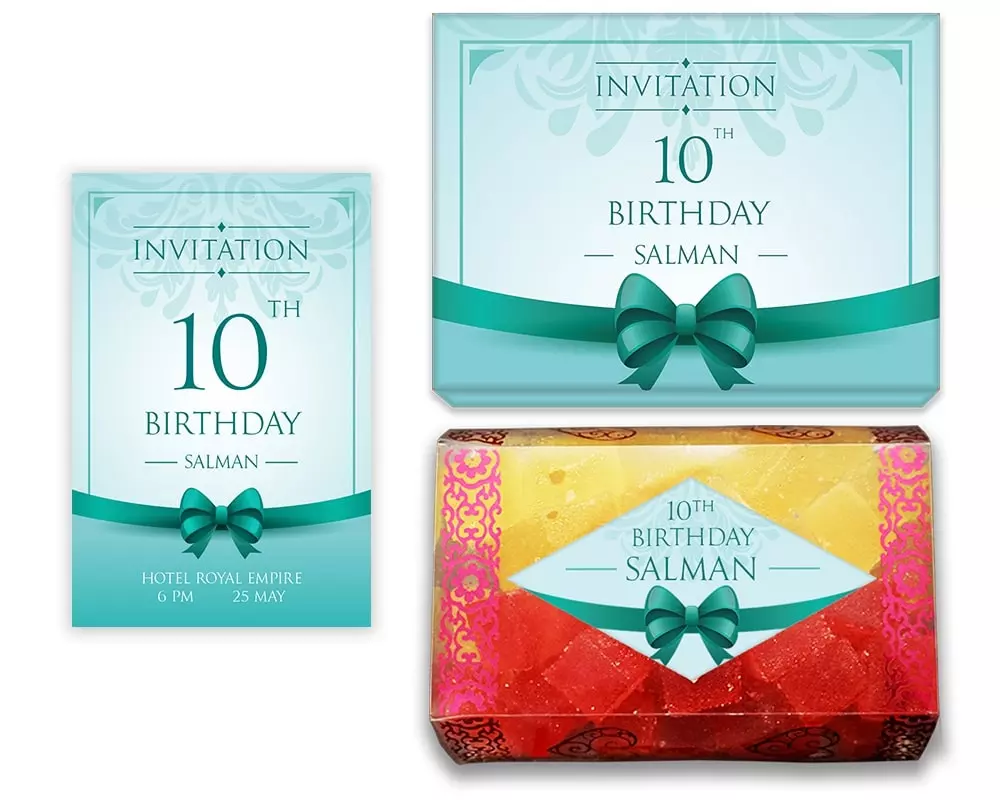 INVITATION
10TH
BIRTHDAY
SALMAN
HOTEL ROYAL EMPIRE
6 PM 25 MAY
INVITATION
10TH
BIRTHDAY
SALMAN
10TH
BIRTHDAY
SALMAN